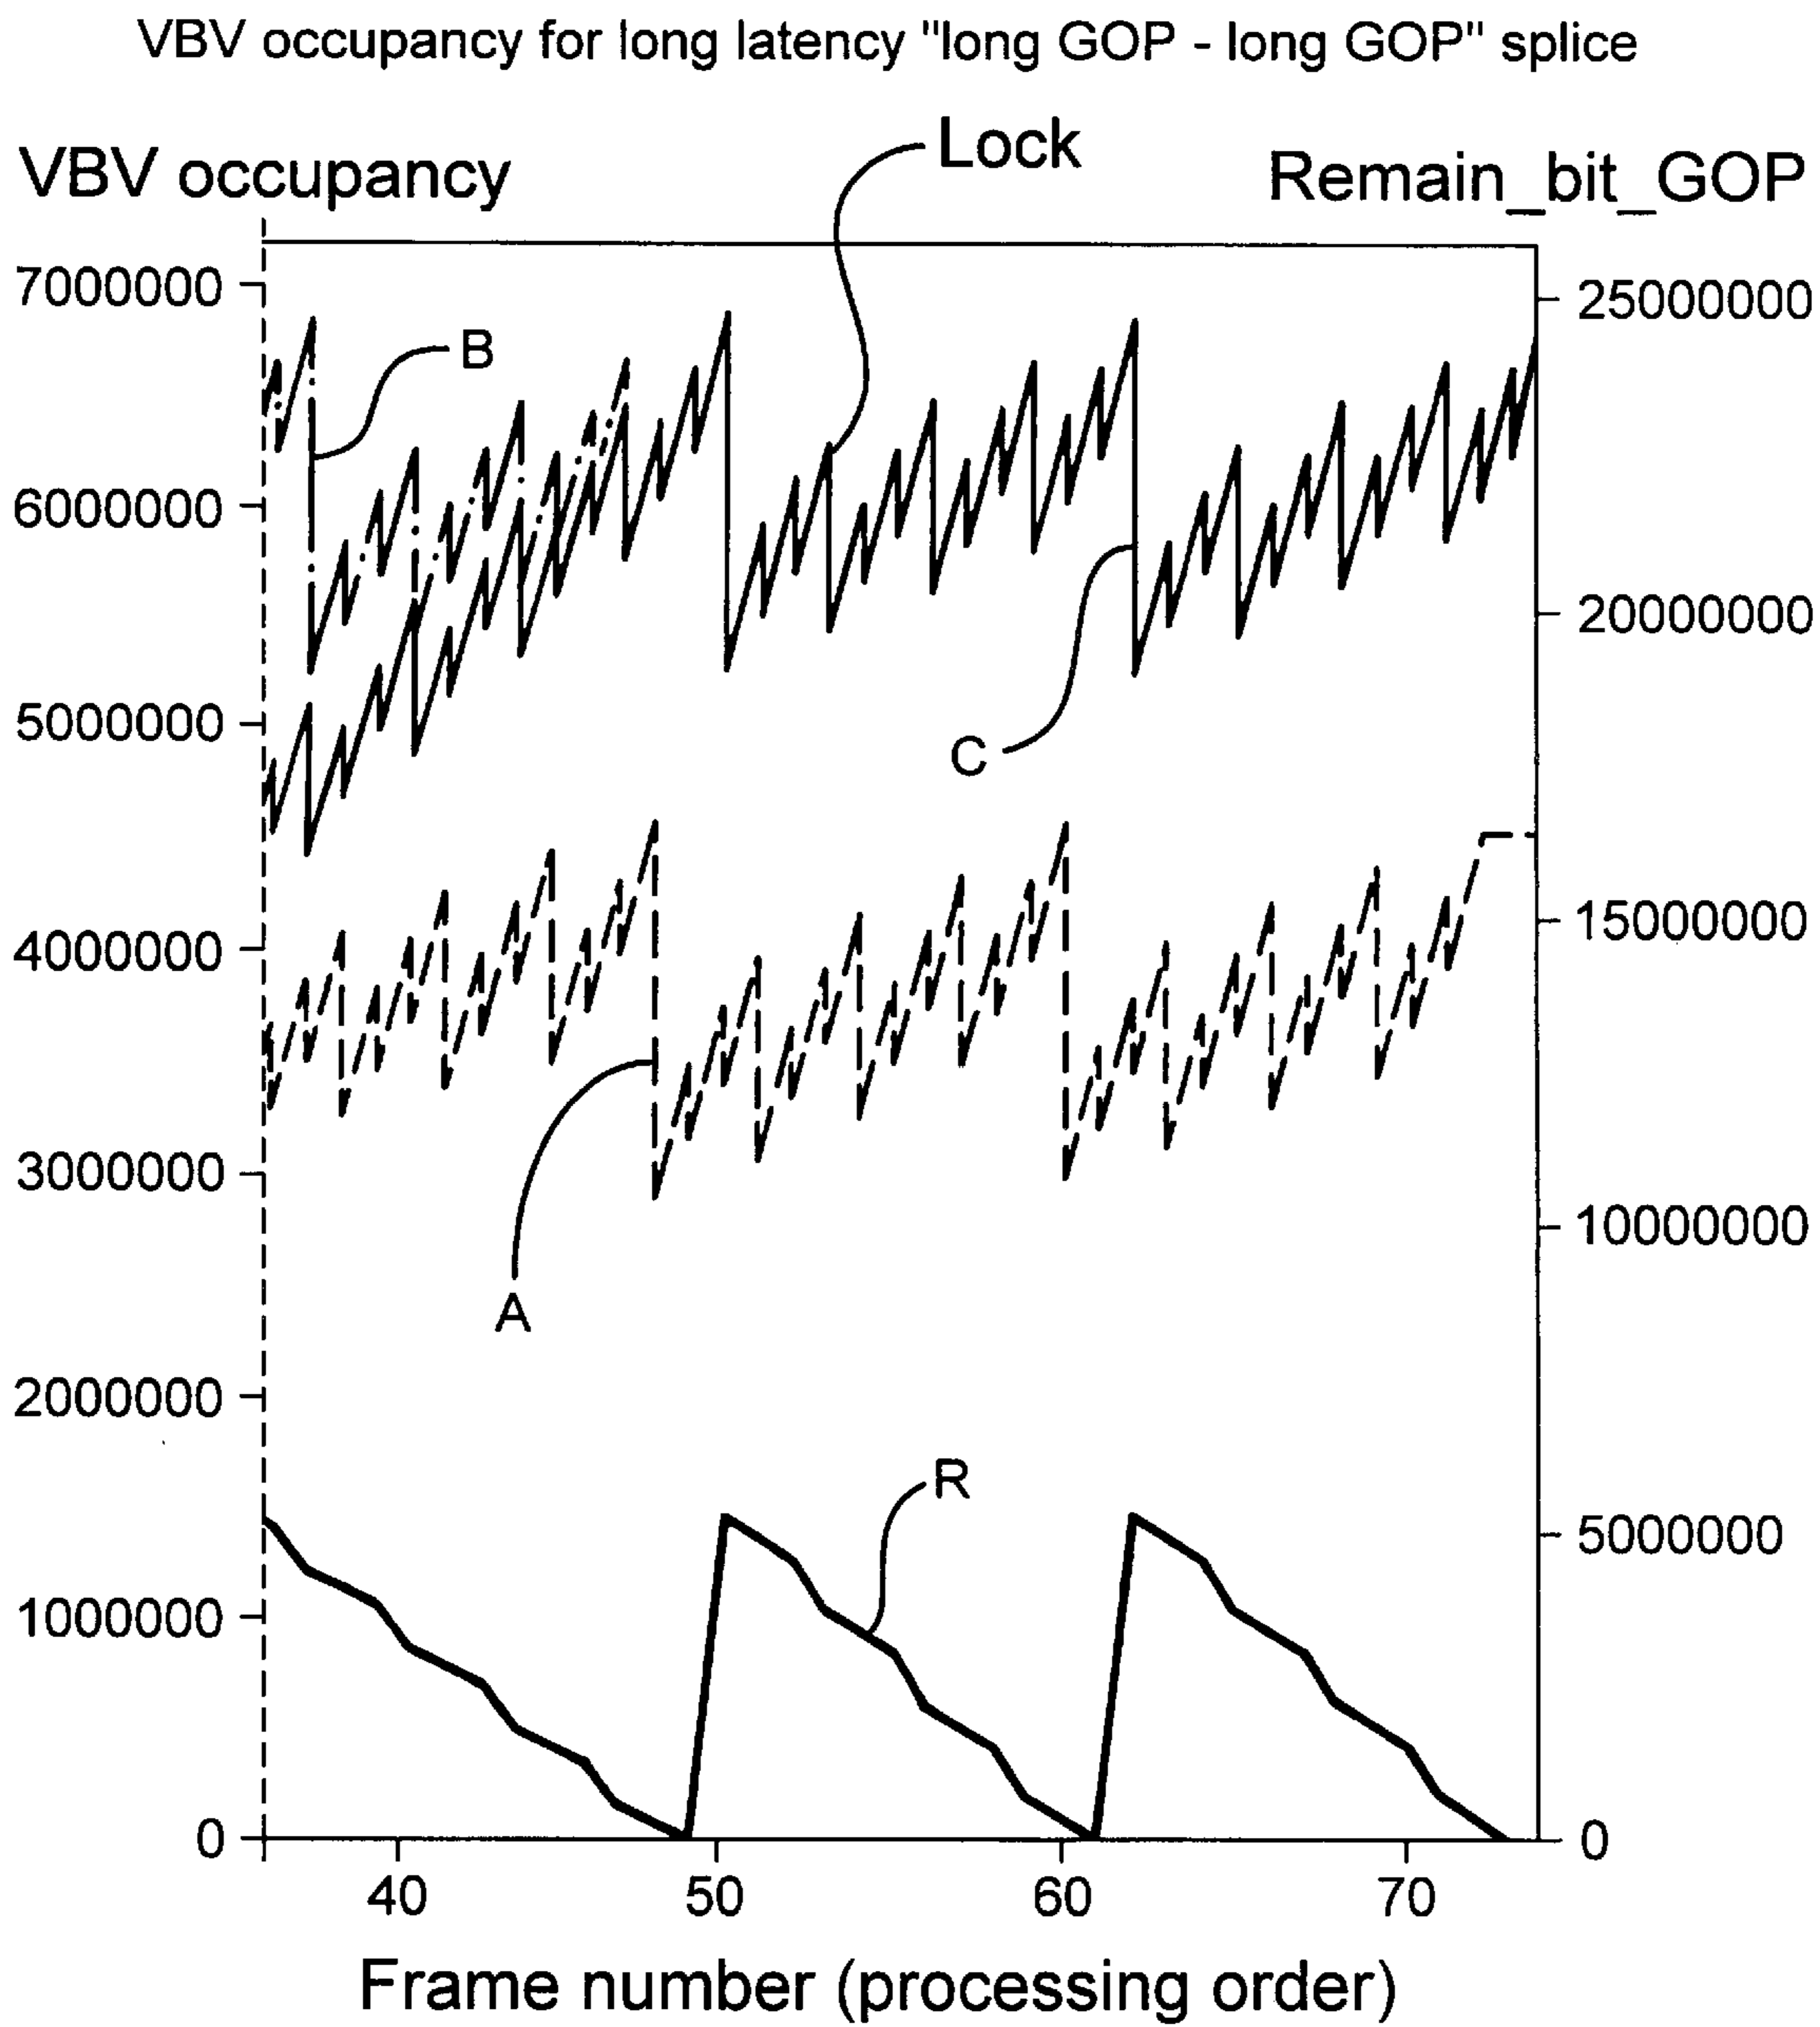 VBV occupancy for long latency "long GOP - long GOP" splice
Lock
VBV occupancy
Remain_bit_GOP
7000000
25000000
B
6000000
20000000
5000000
C
4000000
15000000
3000000
10000000
A
2000000
R
5000000
1000000
0
0
40
50
60
70
Frame number (processing order)